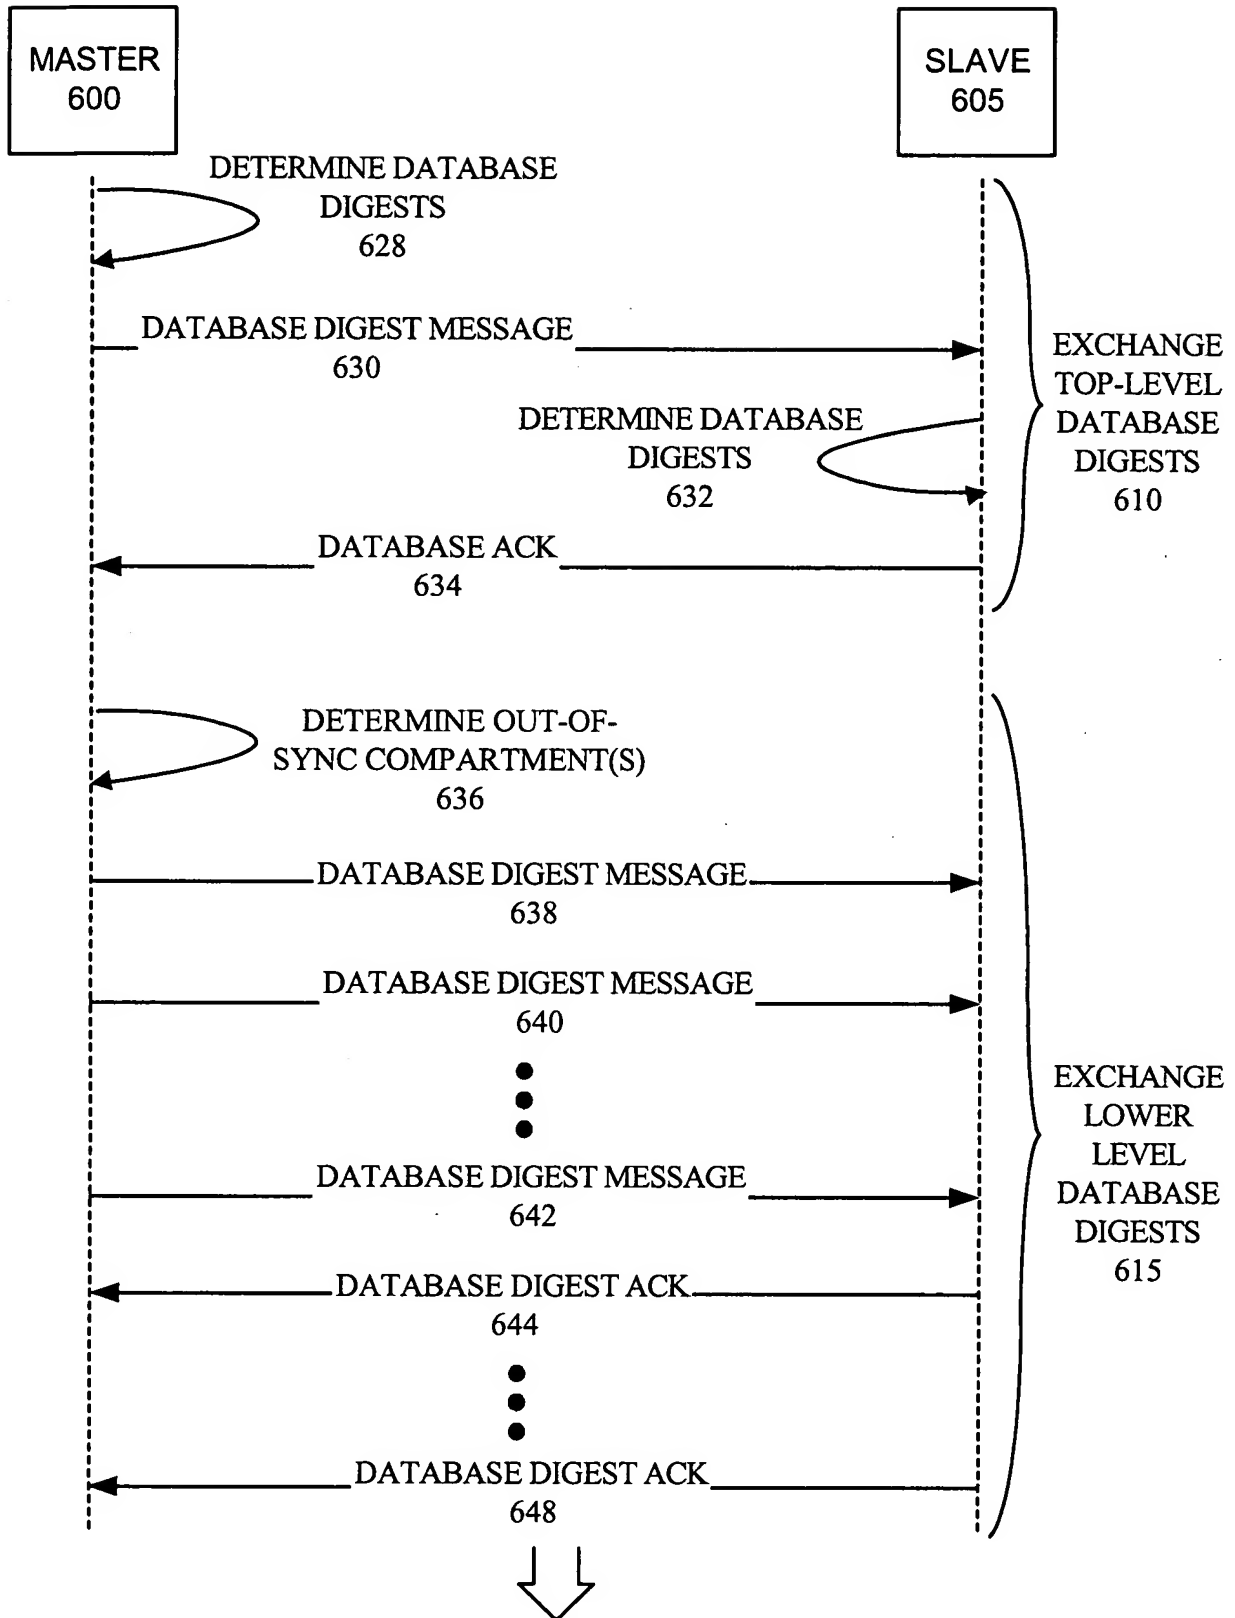 MASTER
600
SLAVE
605
DETERMINE DATABASE
DIGESTS
628
DATABASE DIGEST MESSAGE
630
EXCHANGE
TOP-LEVEL
DATABASE
DIGESTS
610
DETERMINE DATABASE
DIGESTS
632
DATABASE ACK
634
DETERMINE OUT-OF-
SYNC COMPARTMENT(S)
636
DATABASE DIGEST MESSAGE
638
DATABASE DIGEST MESSAGE
640
DATABASE DIGEST MESSAGE
642
EXCHANGE
LOWER
LEVEL
DATABASE
DIGESTS
615
DATABASE DIGEST ACK
644
DATABASE DIGEST ACK
648